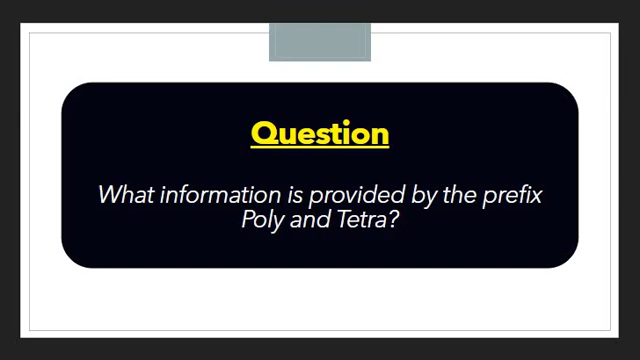 Question
What information is provided by the prefix
Poly and Tetra?